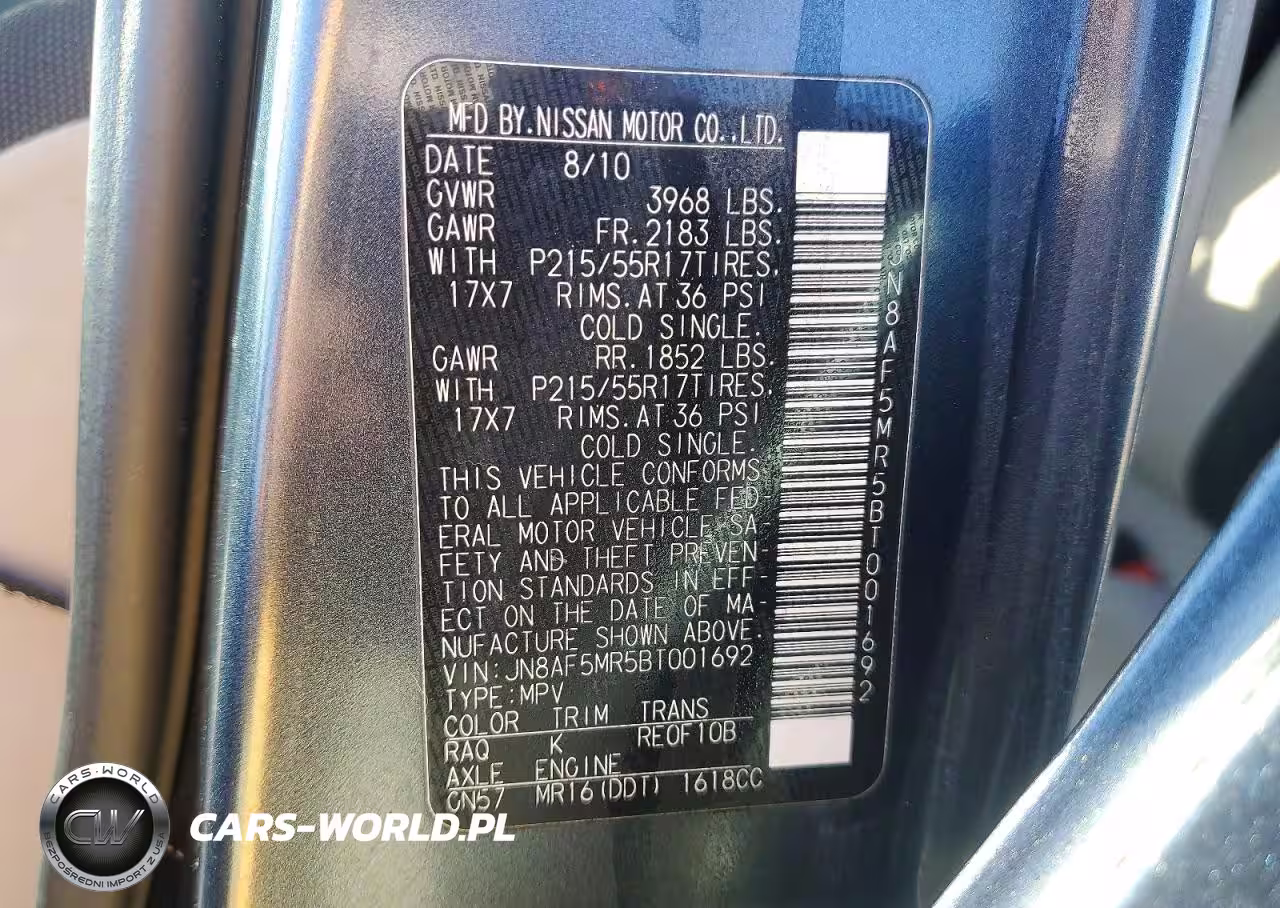 MFD BY.NISSAN MOTOR CO.,LTD.
DATE 8/10
GVWR 3968 LBS.
GAWR FR.2183 LBS.
WITH P215/55R17TIRES,
17X7 RIMS.AT 36 PSI
COLD SINGLE.
GAWR RR.1852 LBS.
WITH P215/55R17TIRES,
17X7 RIMS.AT 36 PSI
COLD SINGLE.
THIS VEHICLE CONFORMS
TO ALL APPLICABLE FED
ERAL MOTOR VEHICLE SA-
FETY AND THEFT PREVEN-
TION STANDARDS IN EFF-
ECT ON THE DATE OF MA-
NUFACTURE SHOWN ABOVE.
VIN:JN8AF5MR5BT001692
TYPE:MPV
COLOR TRIM TRANS
RAQ K RE0F10B
AXLE ENGINE
CN57 MR16(DDT) 1618CC
JN8AF5MR5BT001692
CARS-WORLD
CW
BEZPOŚREDNI IMPORT Z USA
CARS-WORLD.PL